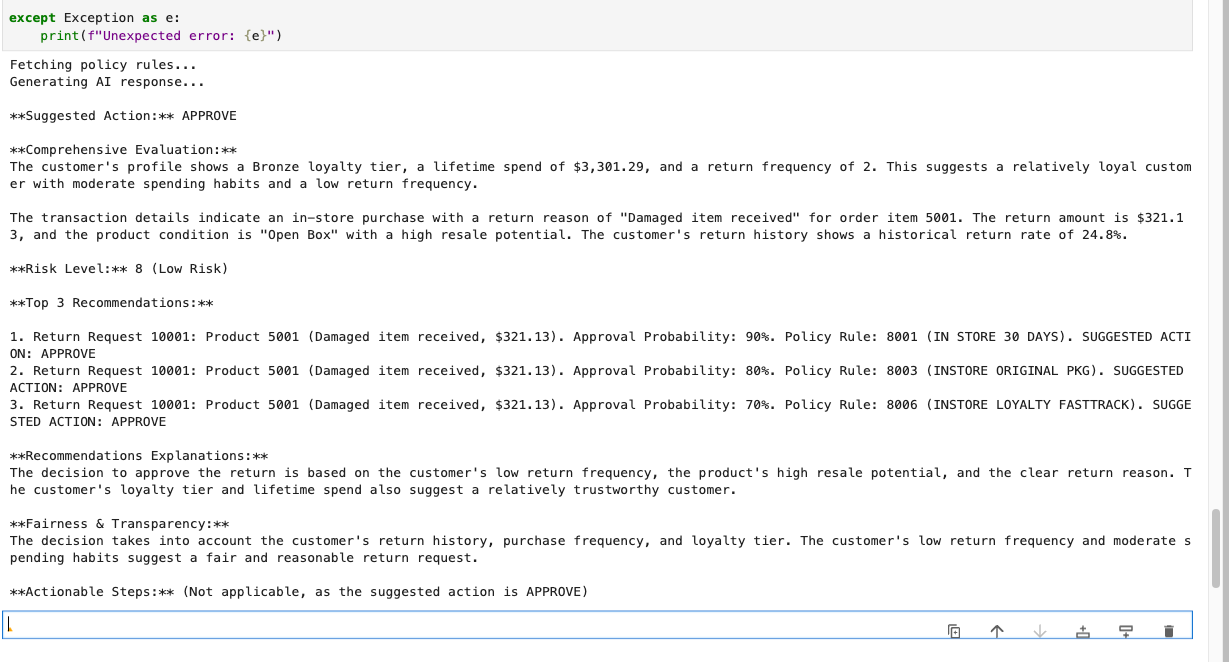 except Exception as e:
    print(f"Unexpected error: {e}")
Fetching policy rules...
Generating AI response...
**Suggested Action:** APPROVE
**Comprehensive Evaluation:**
The customer's profile shows a Bronze loyalty tier, a lifetime spend of $3,301.29, and a return frequency of 2. This suggests a relatively loyal custom
er with moderate spending habits and a low return frequency.
The transaction details indicate an in-store purchase with a return reason of "Damaged item received" for order item 5001. The return amount is $321.1
3, and the product condition is "Open Box" with a high resale potential. The customer's return history shows a historical return rate of 24.8%.
**Risk Level:** 8 (Low Risk)
**Top 3 Recommendations:**
1. Return Request 10001: Product 5001 (Damaged item received, $321.13). Approval Probability: 90%. Policy Rule: 8001 (IN STORE 30 DAYS). SUGGESTED ACTI
ON: APPROVE
2. Return Request 10001: Product 5001 (Damaged item received, $321.13). Approval Probability: 80%. Policy Rule: 8003 (INSTORE ORIGINAL PKG). SUGGESTED
ACTION: APPROVE
3. Return Request 10001: Product 5001 (Damaged item received, $321.13). Approval Probability: 70%. Policy Rule: 8006 (INSTORE LOYALTY FASTTRACK). SUGGE
STED ACTION: APPROVE
**Recommendations Explanations:**
The decision to approve the return is based on the customer's low return frequency, the product's high resale potential, and the clear return reason. T
he customer's loyalty tier and lifetime spend also suggest a relatively trustworthy customer.
**Fairness & Transparency:**
The decision takes into account the customer's return history, purchase frequency, and loyalty tier. The customer's low return frequency and moderate s
pending habits suggest a fair and reasonable return request.
**Actionable Steps:** (Not applicable, as the suggested action is APPROVE)